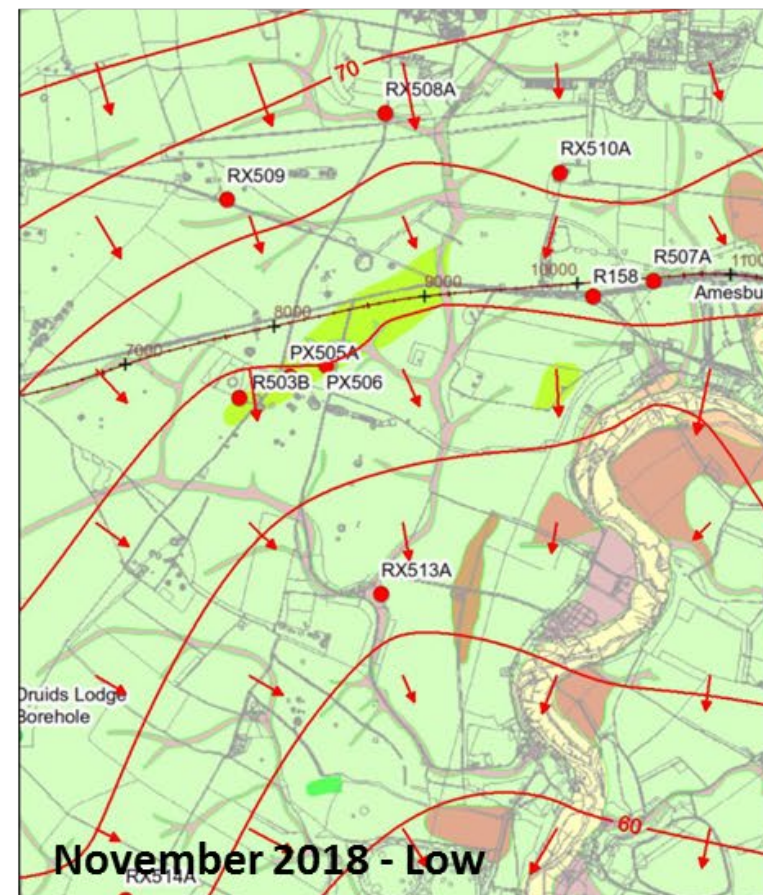 70
RX508A
RX510A
RX509
R507A
1100
10000
R158
9000
Amesbu
8000
7000
PX505A
R503B
PX506
RX513A
Druids Lodge
Borehole
60
November 2018 - Low
RX514A